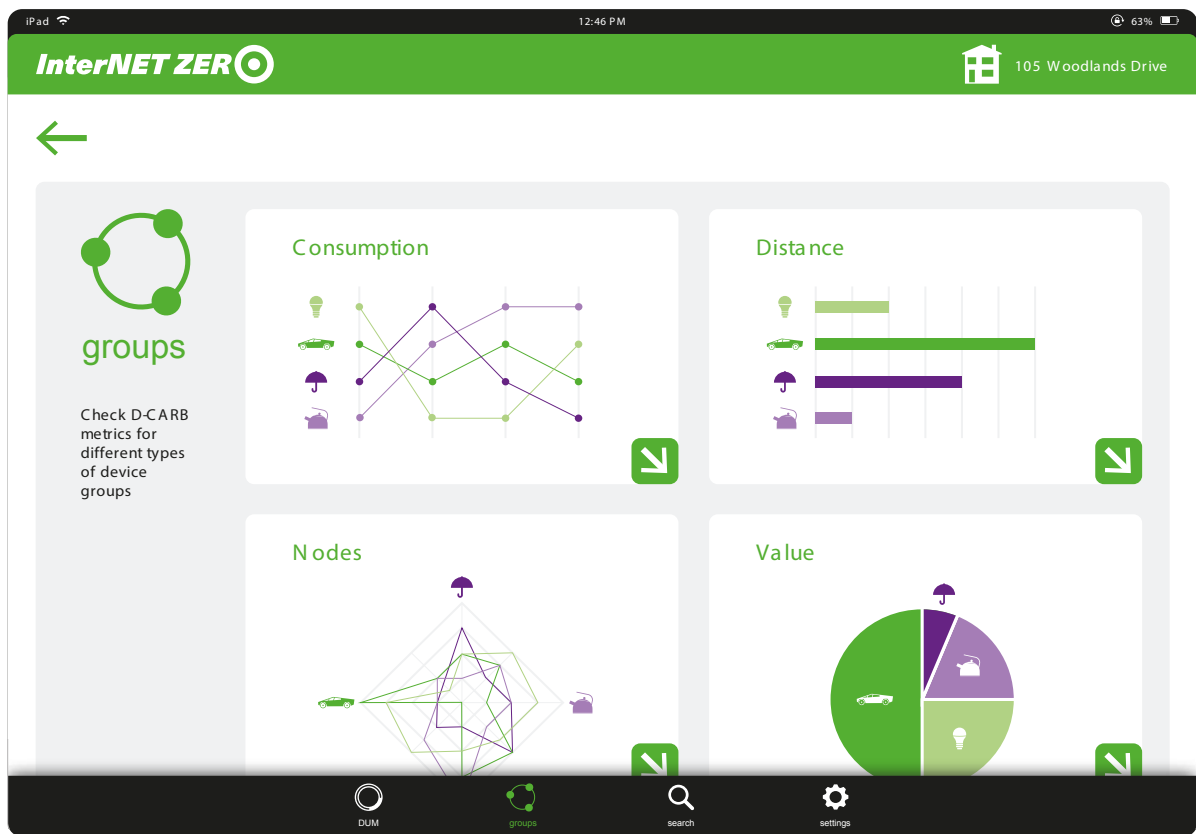 iPad 12:46 PM 63%
InterNET ZERO
105 Woodlands Drive
groups
Check D-CARB
metrics for
different types
of device
groups
Consumption
Distance
Nodes
Value
DUM groups search settings